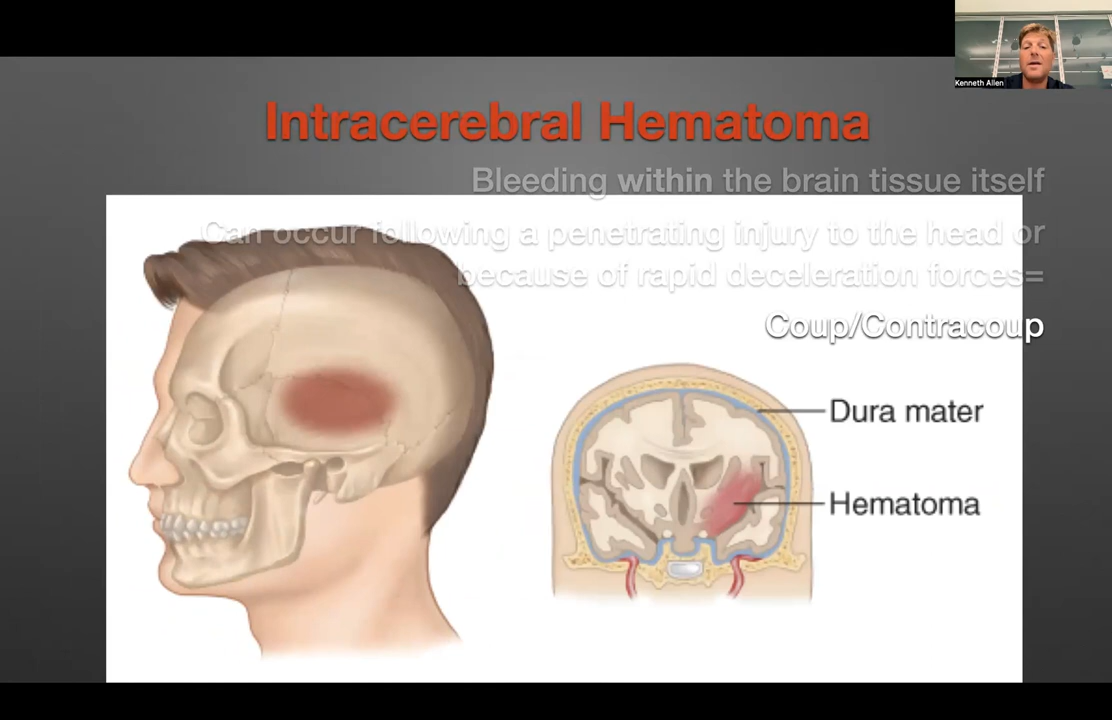 Kenneth Allen
Intracerebral Hematoma
Bleeding within the brain tissue itself
Can occur following a penetrating injury to the head or
because of rapid deceleration forces=
Coup/Contracoup
Dura mater
Hematoma